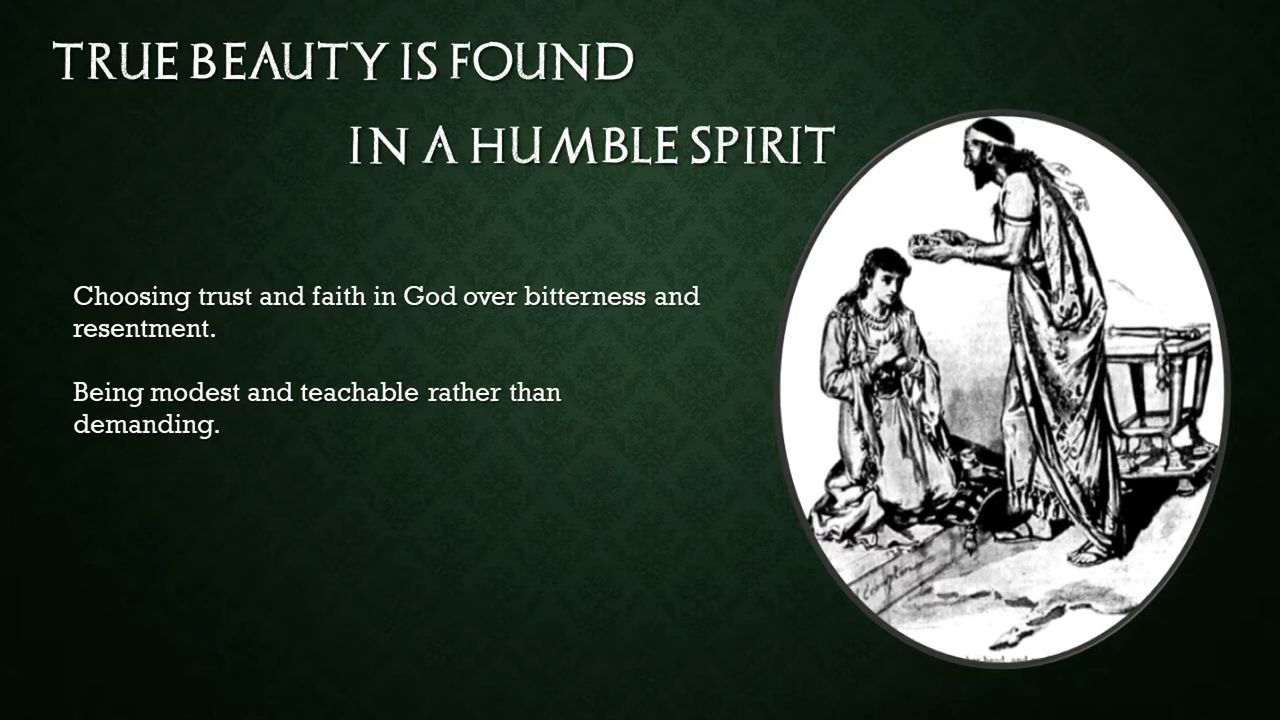 TRUE BEAUTY IS FOUND
IN A HUMBLE SPIRIT
Choosing trust and faith in God over bitterness and
resentment.
Being modest and teachable rather than
demanding.